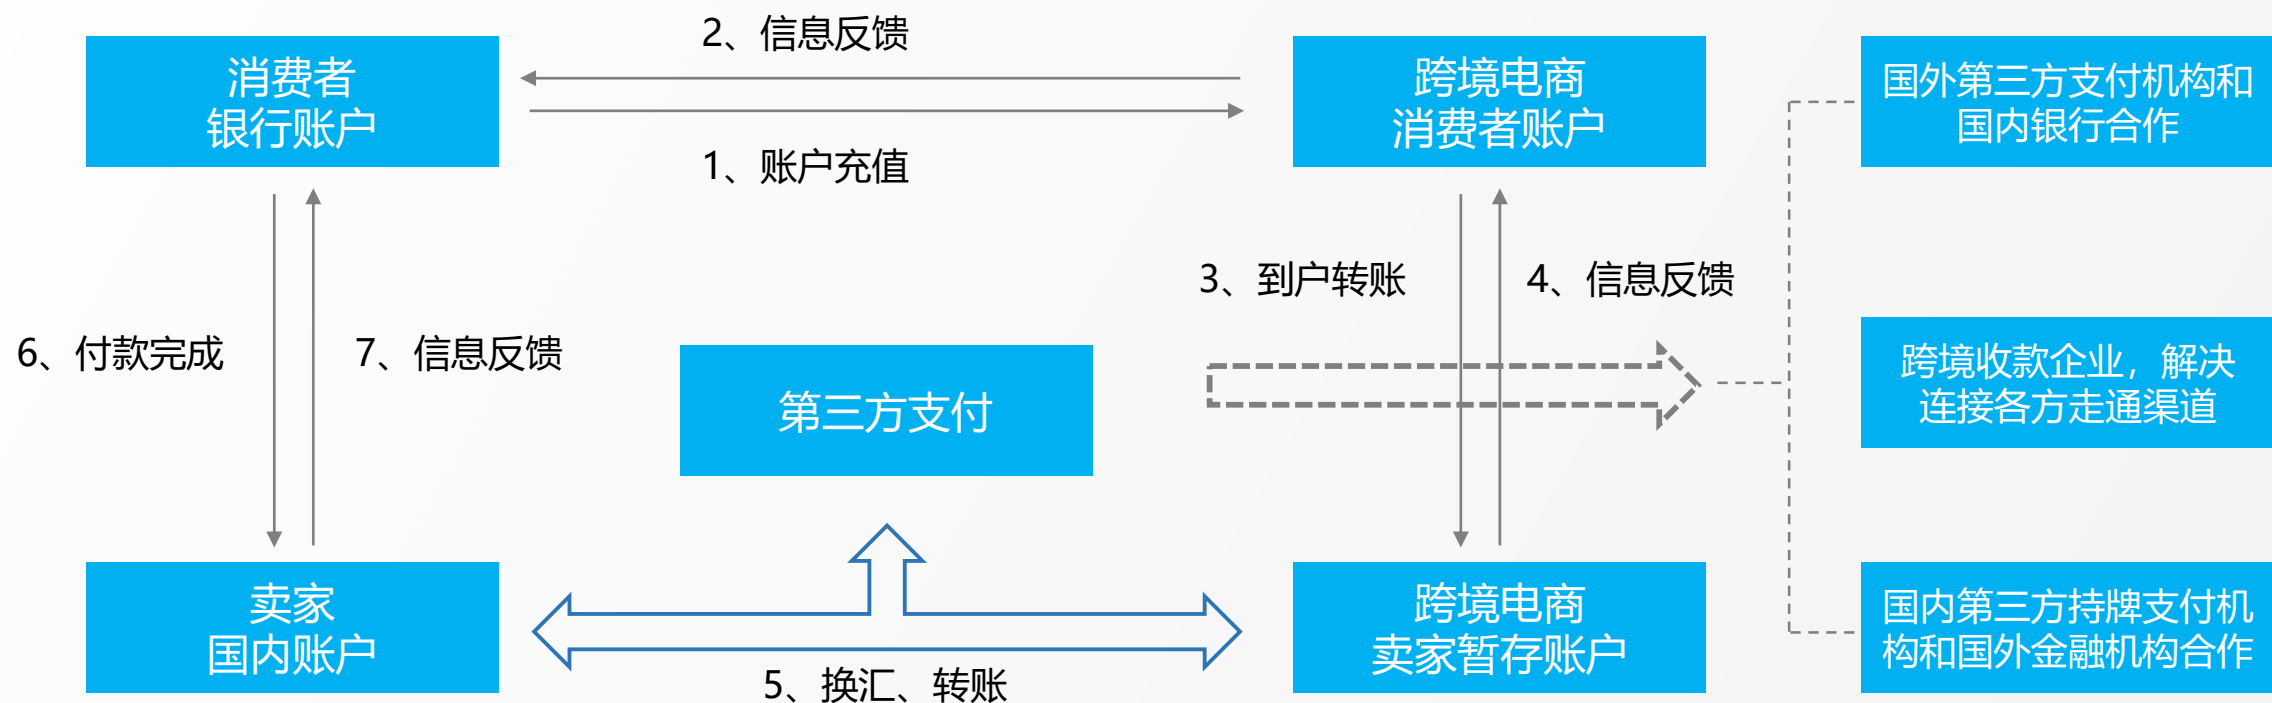 2、信息反馈
消费者
银行账户
跨境电商
消费者账户
国外第三方支付机构和
国内银行合作
1、账户充值
3、到户转账
4、信息反馈
6、付款完成
7、信息反馈
第三方支付
跨境收款企业，解决
连接各方走通渠道
卖家
国内账户
跨境电商
卖家暂存账户
国内第三方持牌支付机
构和国外金融机构合作
5、换汇、转账